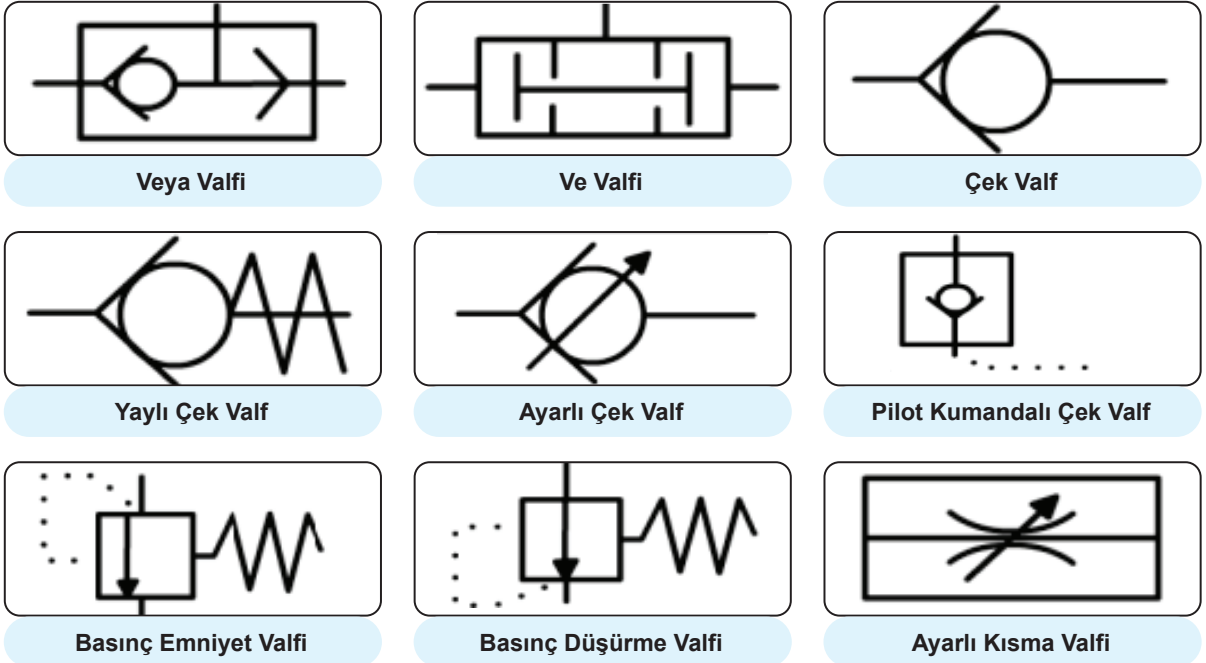 Veya Valfi
Ve Valfi
Çek Valf
Yaylı Çek Valf
Ayarlı Çek Valf
Pilot Kumandalı Çek Valf
Basınç Emniyet Valfi
Basınç Düşürme Valfi
Ayarlı Kısma Valfi